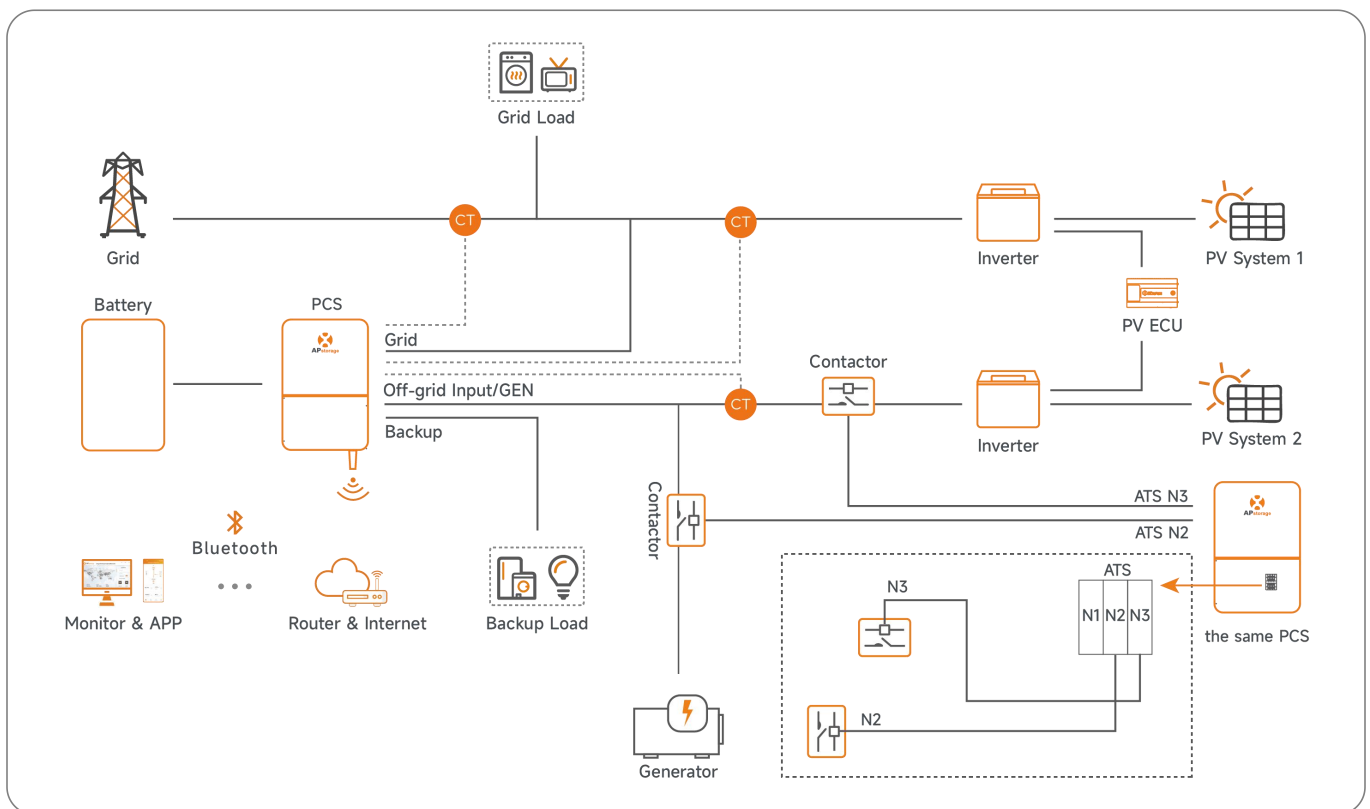 Grid Load
CT
CT
Grid
Inverter
PV System 1
Battery
PCS
APstorage
PV ECU
Grid
Off-grid Input/GEN
Backup
CT
Contactor
Inverter
PV System 2
Contactor
ATS N3
ATS N2
APstorage
Bluetooth
Monitor & APP
Router & Internet
Backup Load
ATS
N1
N2
N3
N3
N2
the same PCS
Generator